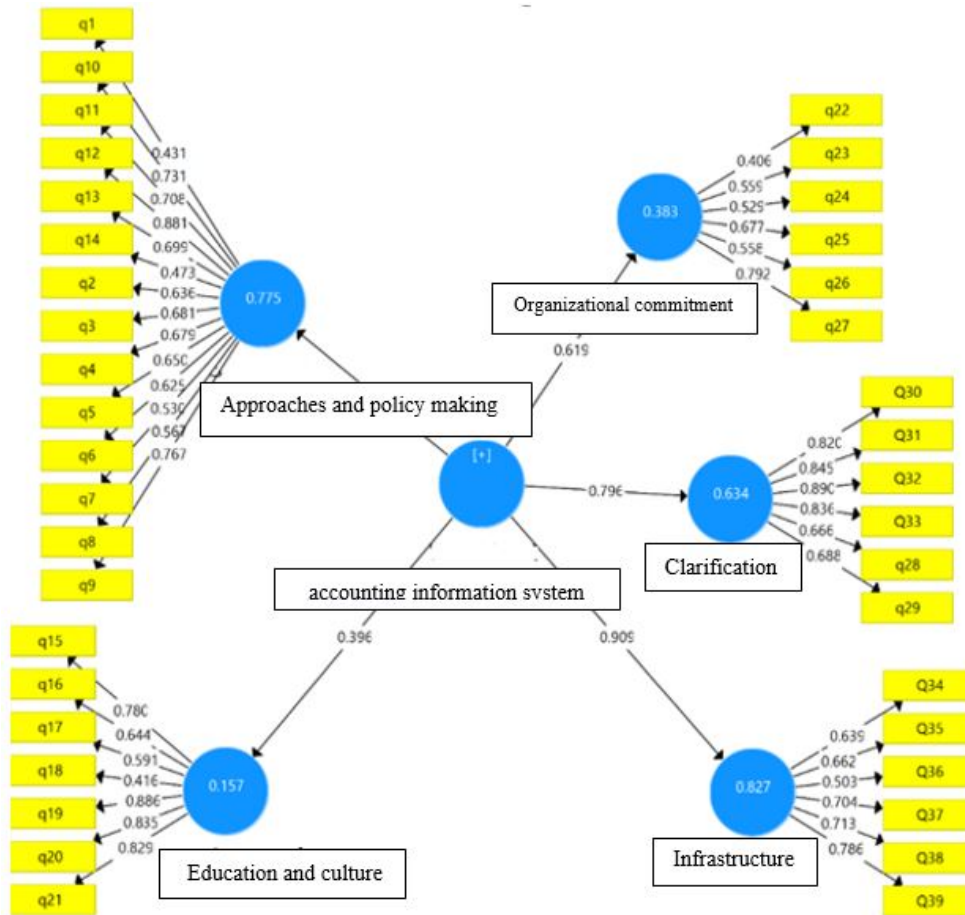 q1
q10
q11
q12
q13
q14
q2
q3
q4
q5
q6
q7
q8
q9
0.431
0.731
0.708
0.881
0.699
0.473
0.636
0.681
0.679
0.650
0.625
0.530
0.567
0.767
0.775
Approaches and policy making
q22
q23
q24
q25
q26
q27
0.406
0.559
0.529
0.677
0.558
0.792
0.383
Organizational commitment
0.619
[+]
accounting information system
0.796
Q30
Q31
Q32
Q33
q28
q29
0.820
0.845
0.890
0.836
0.666
0.688
0.634
Clarification
0.396
0.909
q15
q16
q17
q18
q19
q20
q21
0.780
0.644
0.591
0.416
0.886
0.835
0.829
0.157
Education and culture
Q34
Q35
Q36
Q37
Q38
Q39
0.639
0.662
0.503
0.704
0.713
0.786
0.827
Infrastructure